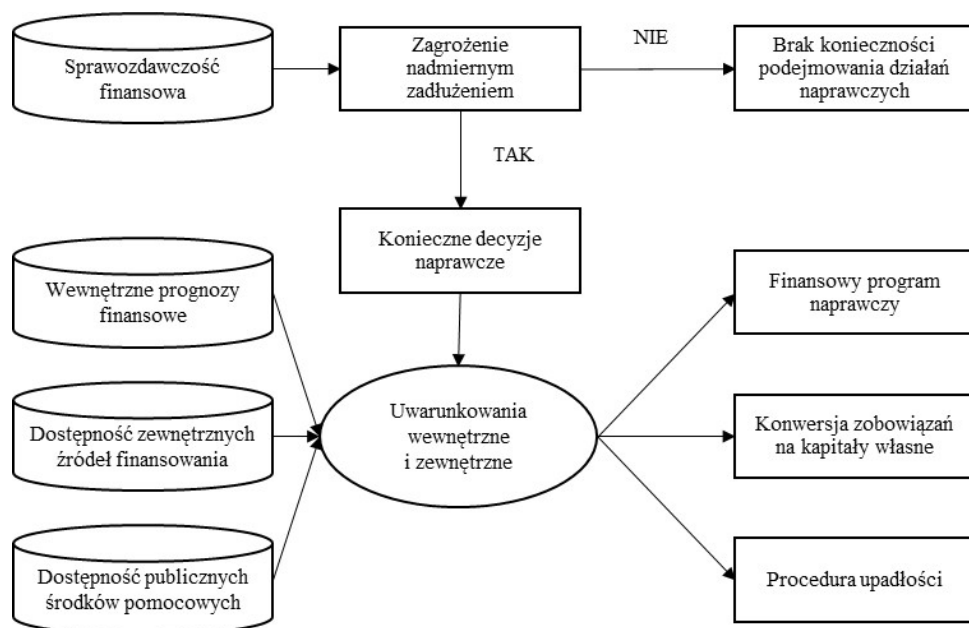 Sprawozdawczość
finansowa
Zagrożenie
nadmiernym
zadłużeniem
NIE
Brak konieczności
podejmowania działań
naprawczych
TAK
Konieczne decyzje
naprawcze
Wewnętrzne prognozy
finansowe
Dostępność zewnętrznych
źródeł finansowania
Dostępność publicznych
środków pomocowych
Uwarunkowania
wewnętrzne
i zewnętrzne
Finansowy program
naprawczy
Konwersja zobowiązań
na kapitały własne
Procedura upadłości